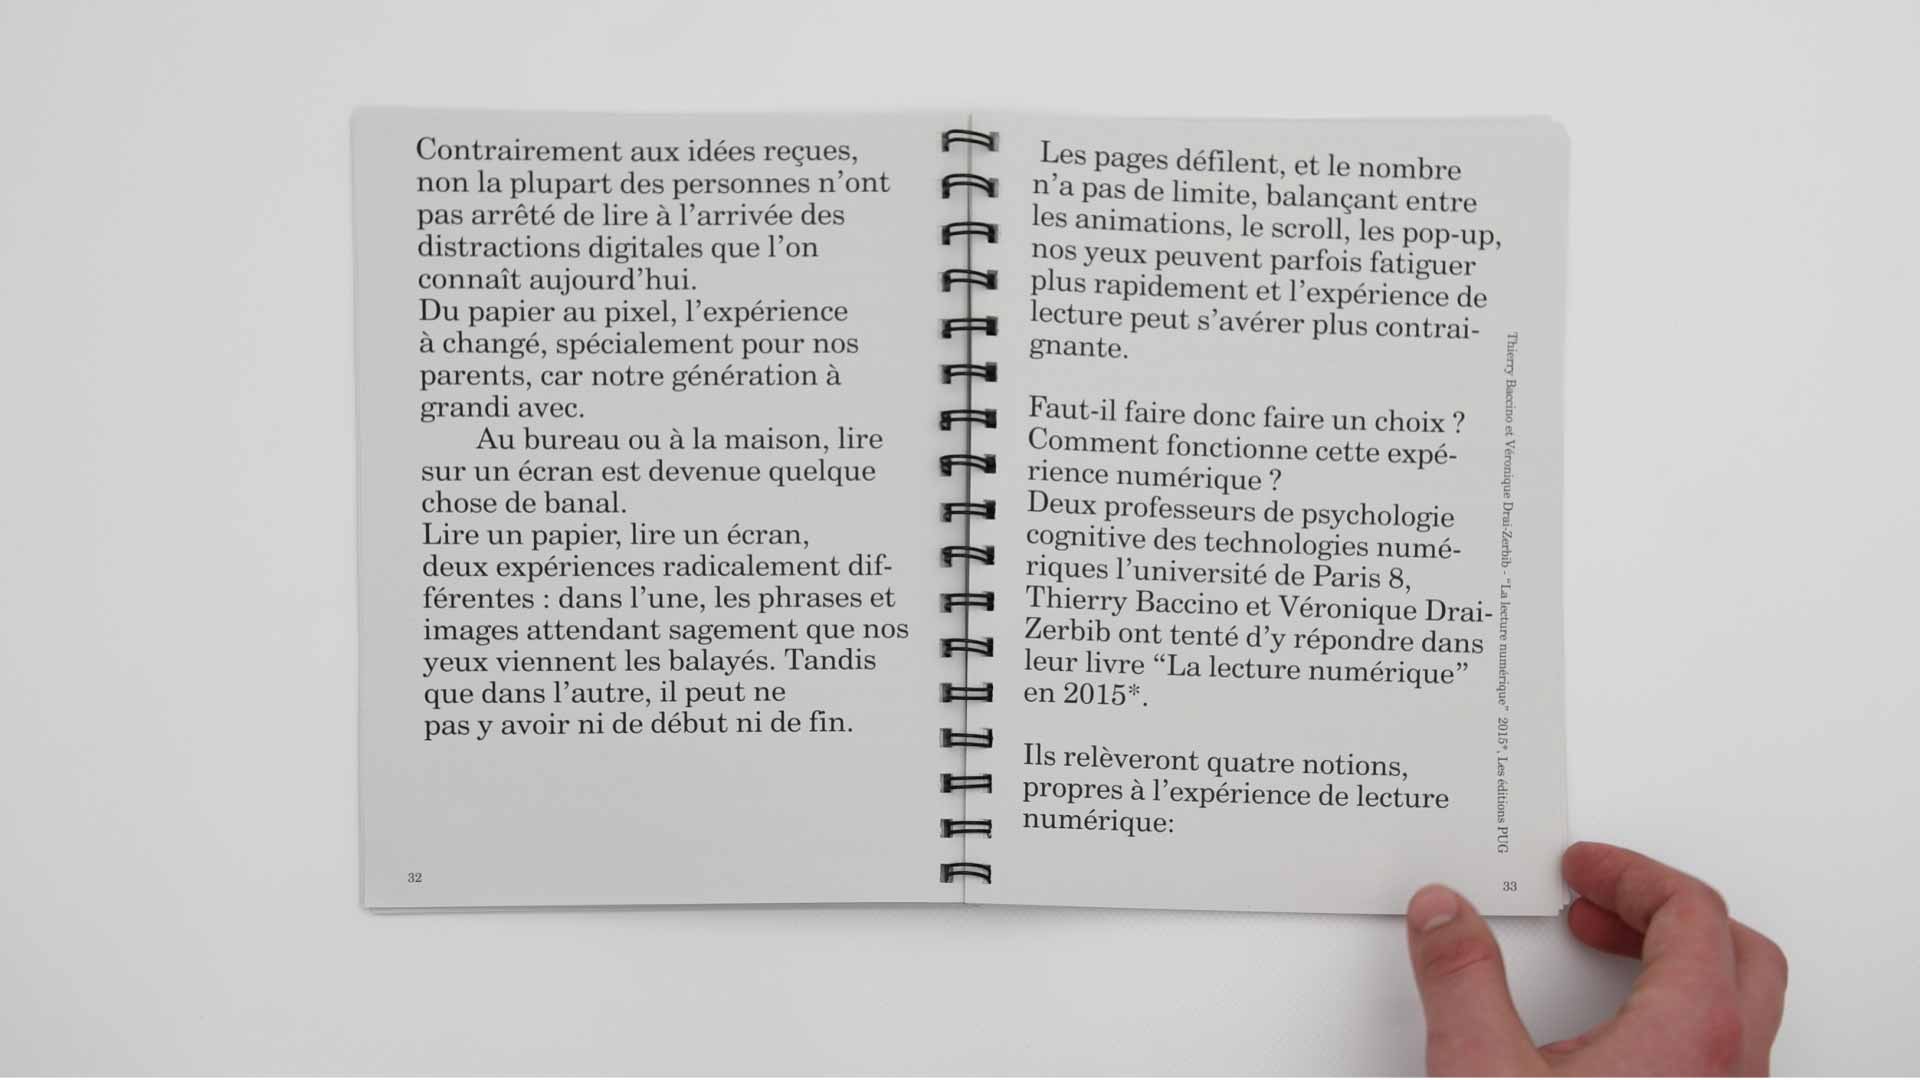 Contrairement aux idées reçues,
non la plupart des personnes n’ont
pas arrêté de lire à l’arrivée des
distractions digitales que l’on
connaît aujourd’hui.
Du papier au pixel, l’expérience
à changé, spécialement pour nos
parents, car notre génération à
grandi avec.
Au bureau ou à la maison, lire
sur un écran est devenue quelque
chose de banal.
Lire un papier, lire un écran,
deux expériences radicalement dif-
férentes : dans l’une, les phrases et
images attendant sagement que nos
yeux viennent les balayés. Tandis
que dans l’autre, il peut ne
pas y avoir ni de début ni de fin.
32
Les pages défilent, et le nombre
n’a pas de limite, balançant entre
les animations, le scroll, les pop-up,
nos yeux peuvent parfois fatiguer
plus rapidement et l’expérience de
lecture peut s’avérer plus contrai-
gnante.
Faut-il faire donc faire un choix ?
Comment fonctionne cette expé-
rience numérique ?
Deux professeurs de psychologie
cognitive des technologies numé-
riques l’université de Paris 8,
Thierry Baccino et Véronique Drai-
Zerbib ont tenté d’y répondre dans
leur livre “La lecture numérique”
en 2015*.
Ils relèveront quatre notions,
propres à l’expérience de lecture
numérique:
Thierry Baccino et Véronique Drai-Zerbib - “La lecture numérique” 2015*, Les éditions PUG
33